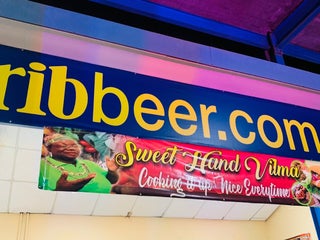 ribbeer.com
Sweet Hand Vilma
Cooking it up Nice Everytime